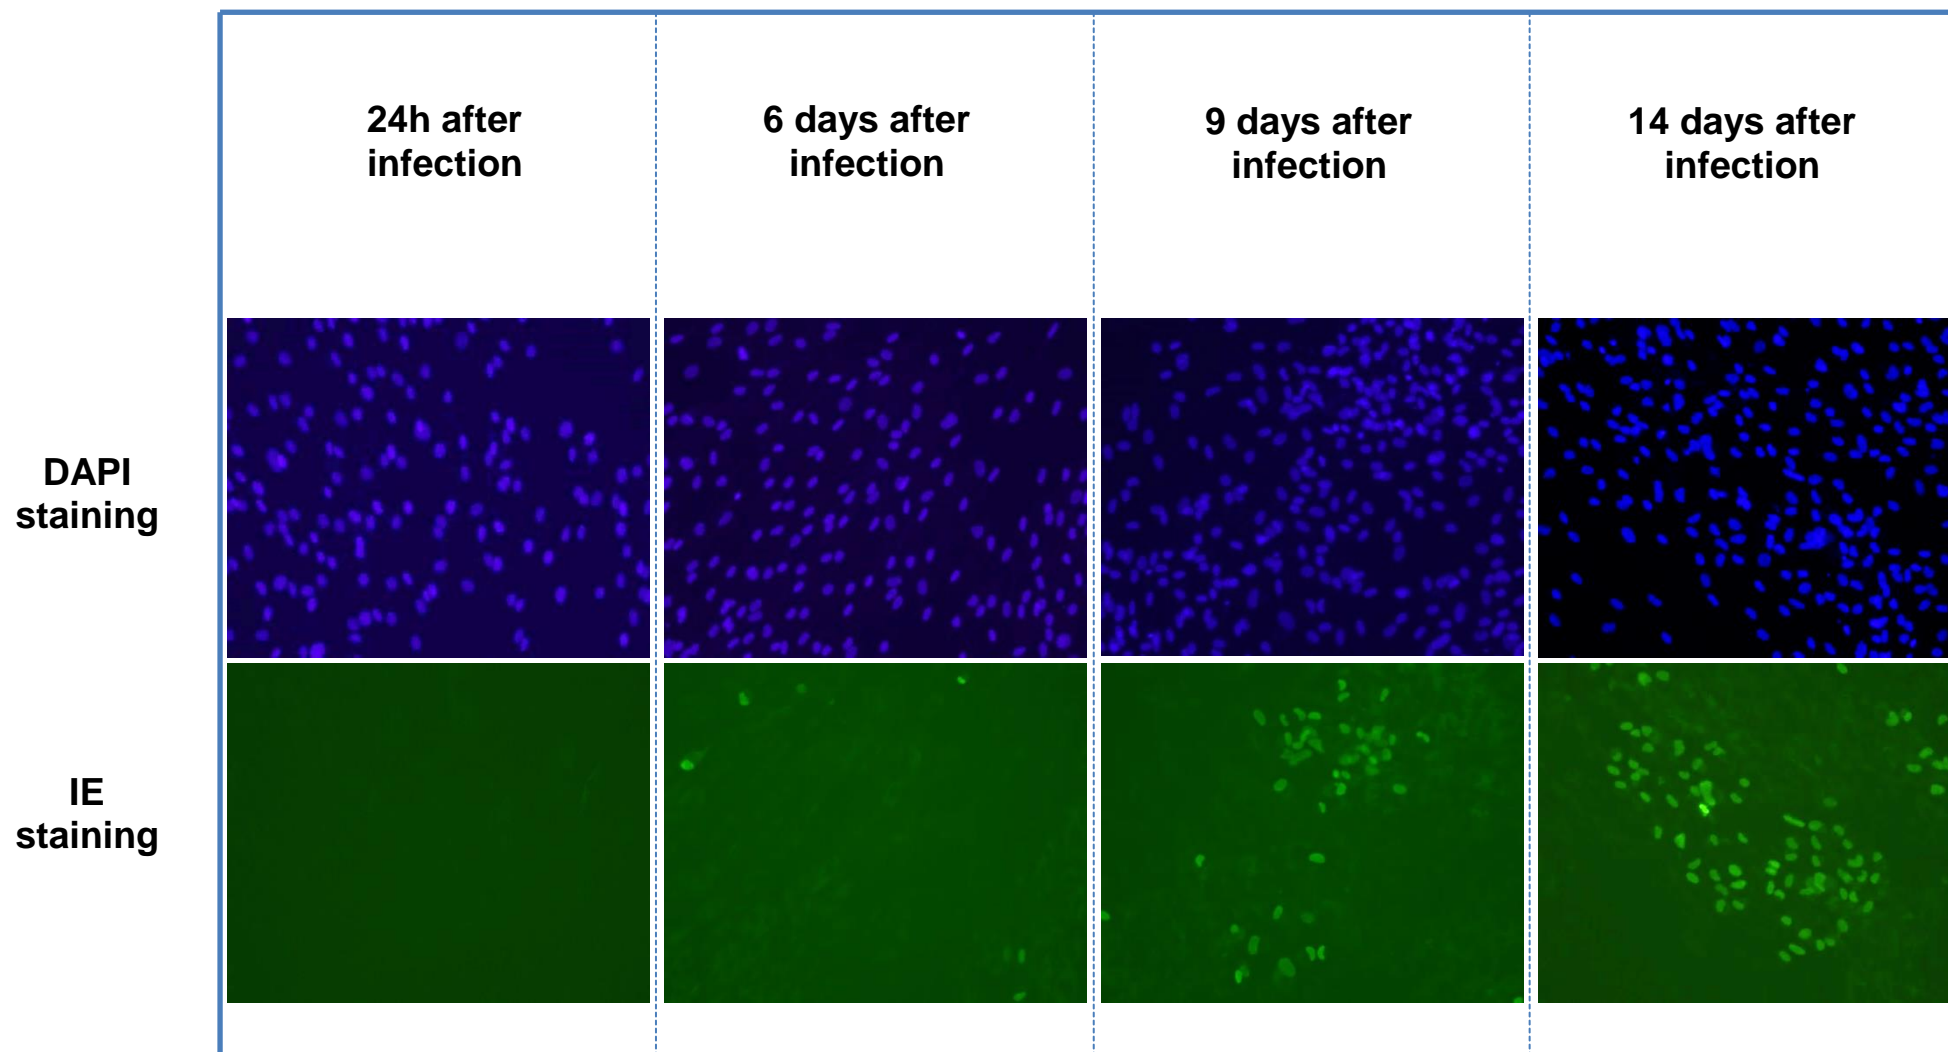 24h after
infection
6 days after
infection
9 days after
infection
14 days after
infection
DAPI
staining
IE
staining